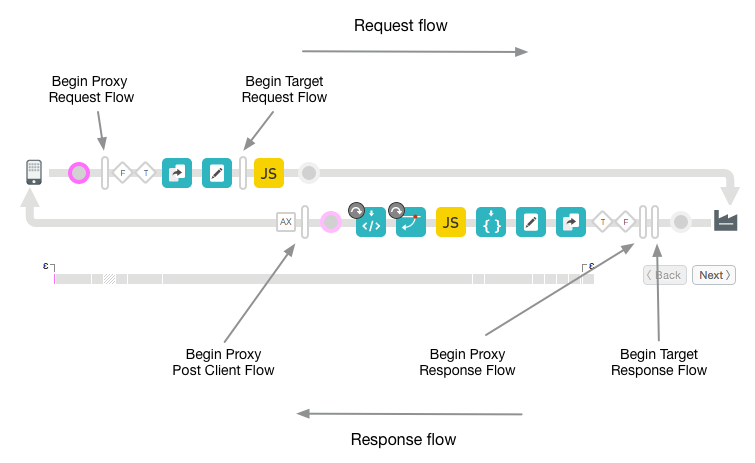 Request flow
Begin Proxy
Request Flow
Begin Target
Request Flow
F
T
JS
AX
</>
JS
{ }
T
F
ε
ε
Back
Next
Begin Proxy
Post Client Flow
Begin Proxy
Response Flow
Begin Target
Response Flow
Response flow